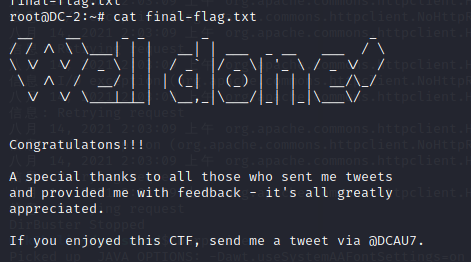 final-flag.txt
root@DC-2:~# cat final-flag.txt
Well done!
Congratulatons!!!
A special thanks to all those who sent me tweets
and provided me with feedback - it's all greatly
appreciated.
If you enjoyed this CTF, send me a tweet via @DCAU7.